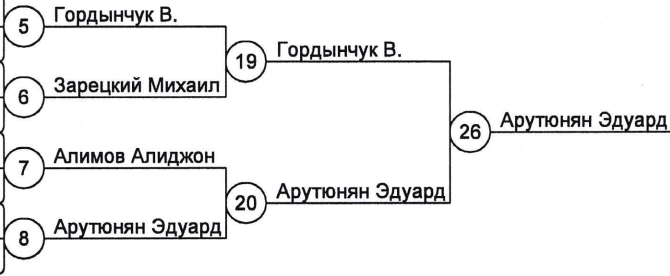 5 Гордынчук В.
19 Гордынчук В.
6 Зарецкий Михаил
26 Арутюнян Эдуард
7 Алимов Алиджон
20 Арутюнян Эдуард
8 Арутюнян Эдуард